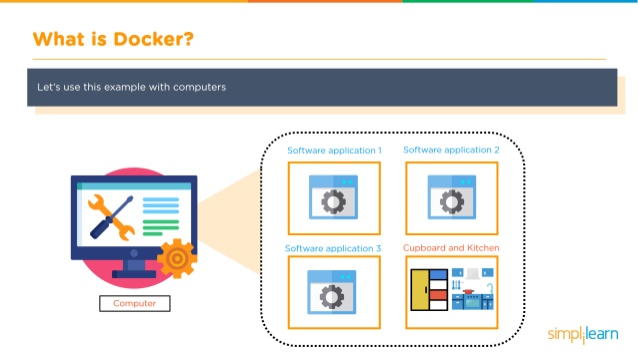 What is Docker?
Let's use this example with computers
Software application 1
Software application 2
Software application 3
Cupboard and Kitchen
Computer
simplilearn